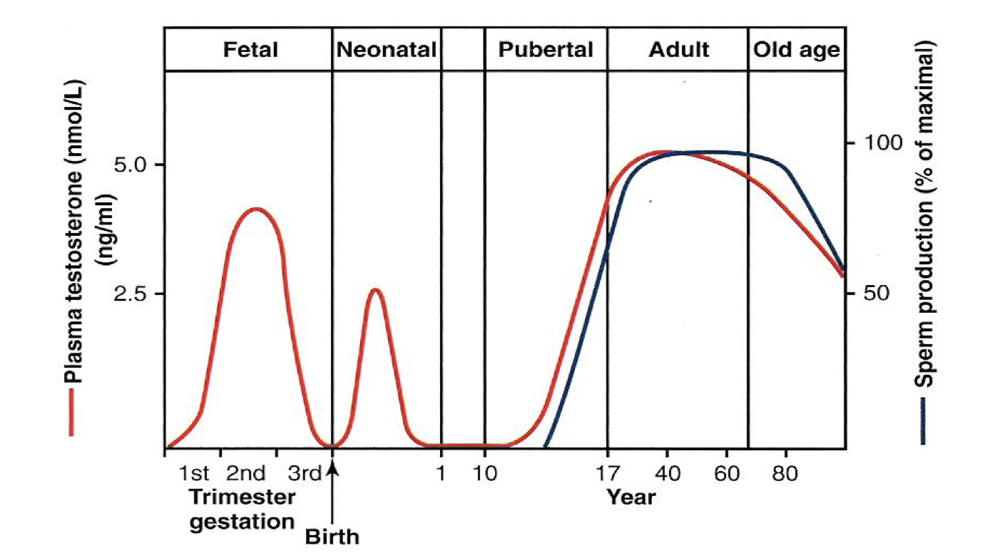 Fetal
Neonatal
Pubertal
Adult
Old age
Plasma testosterone (nmol/L)
(ng/ml)
5.0
2.5
100
50
Sperm production (% of maximal)
1st 2nd 3rd
1 10 17 40 60 80
Trimester
gestation
Birth
Year